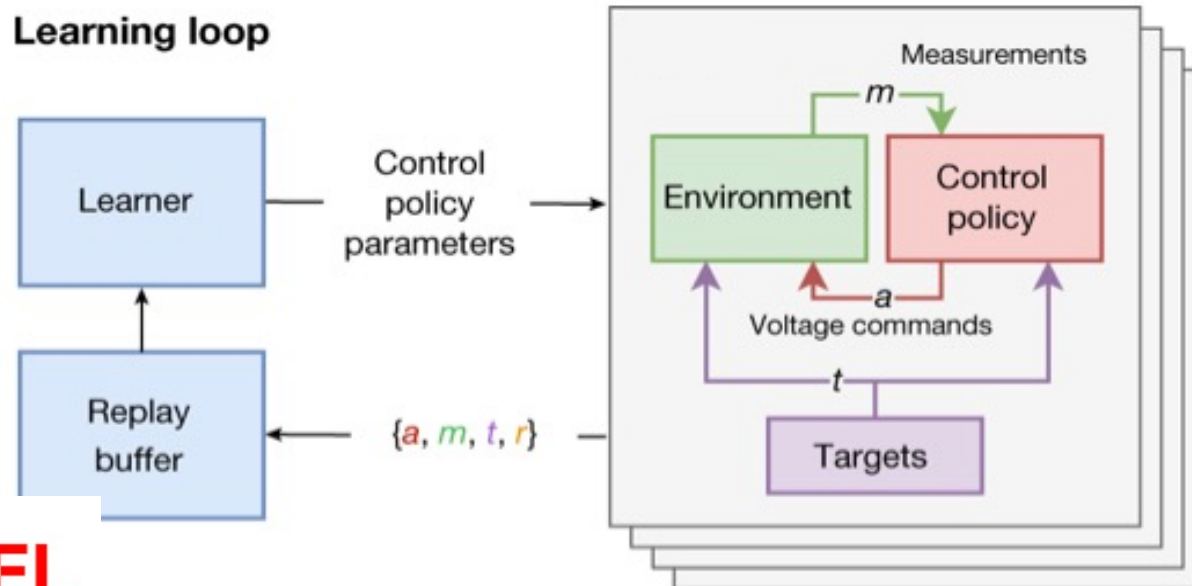 Learning loop
Learner
Control
policy
parameters
Replay
buffer
{a, m, t, r}
Measurements
m
Environment
Control
policy
a
Voltage commands
t
Targets